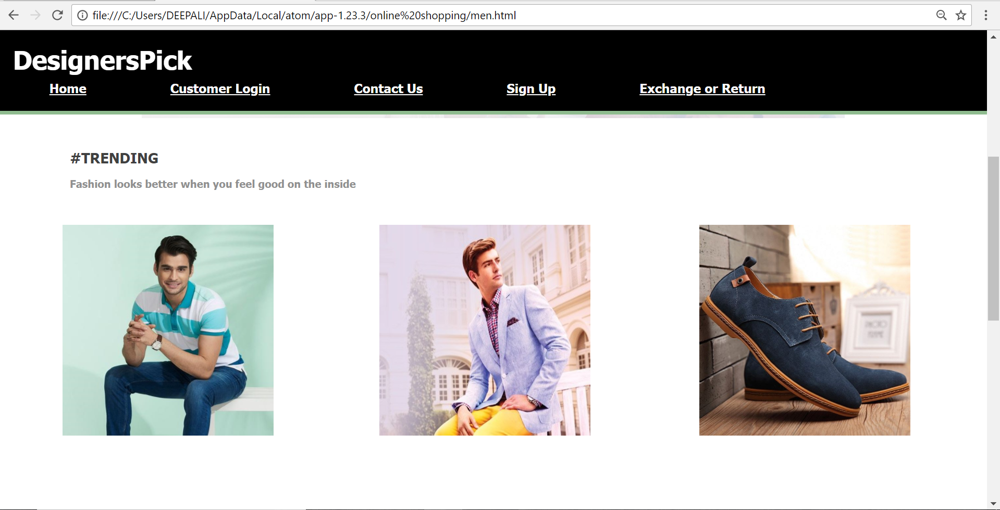 file:///C:/Users/DEEPALI/AppData/Local/atom/app-1.23.3/online%20shopping/men.html
DesignersPick
Home Customer Login Contact Us Sign Up Exchange or Return
#TRENDING
Fashion looks better when you feel good on the inside
PHOTO